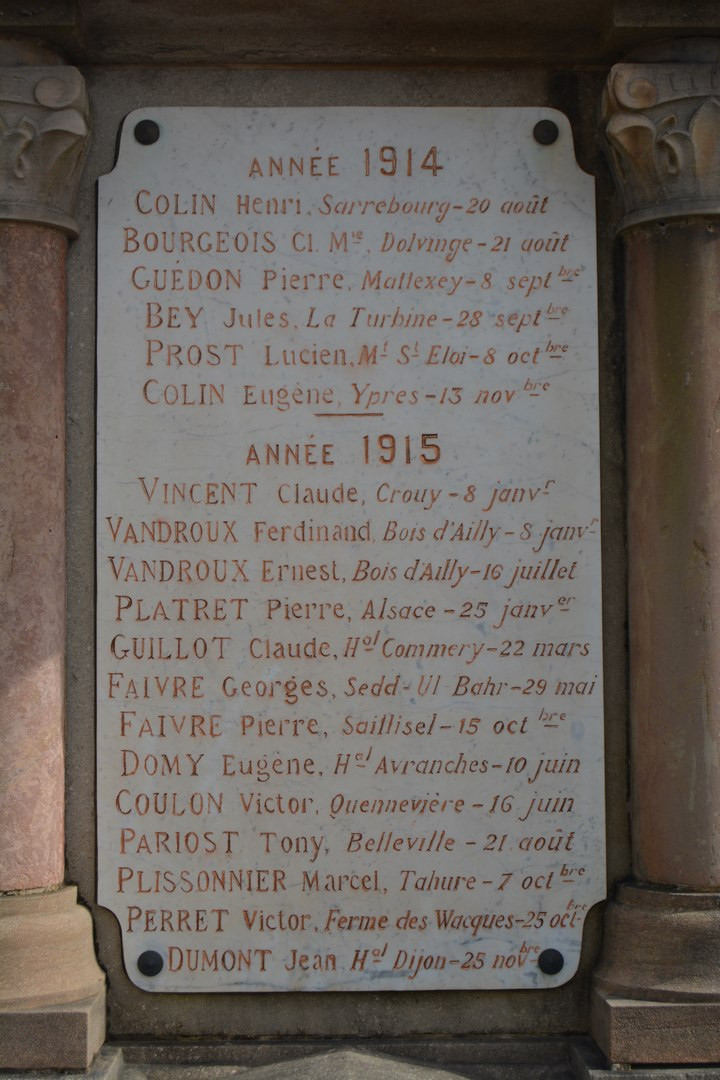 ANNÉE 1914
COLIN Henri, Sarrebourg-20 août
BOURGEOIS Cl. Mie, Dolvinge-21 août
GUÉDON Pierre, Mattexey-8 septbre
BEY Jules, La Turbine-28 septbre
PROST Lucien, Mt St Eloi-8 octbre
COLIN Eugène, Ypres-13 novbre
ANNÉE 1915
VINCENT Claude, Crouy-8 janvr
VANDROUX Ferdinand, Bois d'Ailly-8 janvr
VANDROUX Ernest, Bois d'Ailly-16 juillet
PLATRET Pierre, Alsace-25 janver
GUILLOT Claude, Hal Commery-22 mars
FAIVRE Georges, Sedd-Ul Bahr-29 mai
FAIVRE Pierre, Saillisel-15 octbre
DOMY Eugène, Hal Avranches-10 juin
COULON Victor, Quennevière-16 juin
PARIOST Tony, Belleville-21 août
PLISSONNIER Marcel, Tahure-7 octbre
PERRET Victor, Ferme des Wacques-25 octbre
DUMONT Jean, Hal Dijon-25 novbre